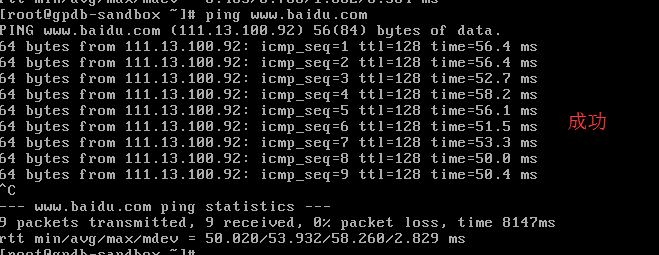 rtt min/avg/max/mdev
[root@gpdb-sandbox ~]# ping www.baidu.com
PING www.baidu.com (111.13.100.92) 56(84) bytes of data.
64 bytes from 111.13.100.92: icmp_seq=1 ttl=128 time=56.4 ms
64 bytes from 111.13.100.92: icmp_seq=2 ttl=128 time=56.4 ms
64 bytes from 111.13.100.92: icmp_seq=3 ttl=128 time=52.7 ms
64 bytes from 111.13.100.92: icmp_seq=4 ttl=128 time=58.2 ms
64 bytes from 111.13.100.92: icmp_seq=5 ttl=128 time=56.1 ms
64 bytes from 111.13.100.92: icmp_seq=6 ttl=128 time=51.5 ms
成功
64 bytes from 111.13.100.92: icmp_seq=7 ttl=128 time=53.3 ms
64 bytes from 111.13.100.92: icmp_seq=8 ttl=128 time=50.0 ms
64 bytes from 111.13.100.92: icmp_seq=9 ttl=128 time=50.4 ms
^C
--- www.baidu.com ping statistics ---
9 packets transmitted, 9 received, 0% packet loss, time 8147ms
rtt min/avg/max/mdev = 50.020/53.932/58.260/2.829 ms
[root@gpdb-sandbox ~]#